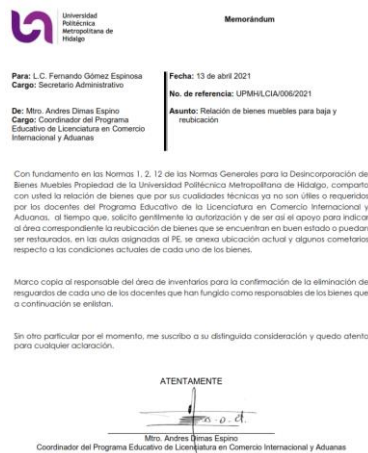 Universidad
Politécnica
Metropolitana de
Hidalgo
Memorándum
Para: L.C. Fernando Gómez Espinosa
Cargo: Secretario Administrativo
De: Mtro. Andres Dimas Espino
Cargo: Coordinador del Programa
Educativo de Licenciatura en Comercio
Internacional y Aduanas
Fecha: 13 de abril 2021
No. de referencia: UPMH/LCIA/006/2021
Asunto: Relación de bienes muebles para baja y
reubicación
Con fundamento en las Normas 1, 2, 12 de las Normas Generales para la Desincorporación de
Bienes Muebles Propiedad de la Universidad Politécnica Metropolitana de Hidalgo, comparto
con usted la relación de bienes que por sus cualidades técnicas ya no son útiles o requeridos
por los docentes del Programa Educativo de la Licenciatura en Comercio Internacional y
Aduanas, al tiempo que, solicito gentilmente la autorización y de ser así el apoyo para indicar
al área correspondiente la reubicación de bienes que se encuentran en buen estado o puedan
ser restaurados, en las aulas asignadas al PE, se anexa ubicación actual y algunos cometarios
respecto a las condiciones actuales de cada uno de los bienes.
Marco copia al responsable del área de inventarios para la confirmación de la eliminación de
resguardos de cada uno de los docentes que han fungido como responsables de los bienes que
a continuación se enlistan.
Sin otro particular por el momento, me suscribo a su distinguida consideración y quedo atento
para cualquier aclaración.
ATENTAMENTE
Mtro. Andres Dimas Espino
Coordinador del Programa Educativo de Licenciatura en Comercio Internacional y Aduanas